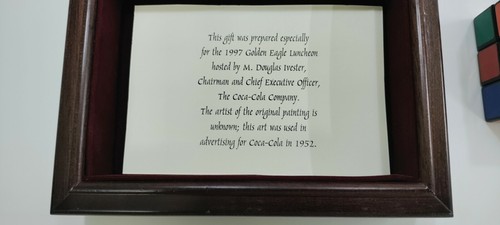 This gift was prepared especially
for the 1997 Golden Eagle Luncheon
hosted by M. Douglas Ivester,
Chairman and Chief Executive Officer,
The Coca-Cola Company.
The artist of the original painting is
unknown; this art was used in
advertising for Coca-Cola in 1952.